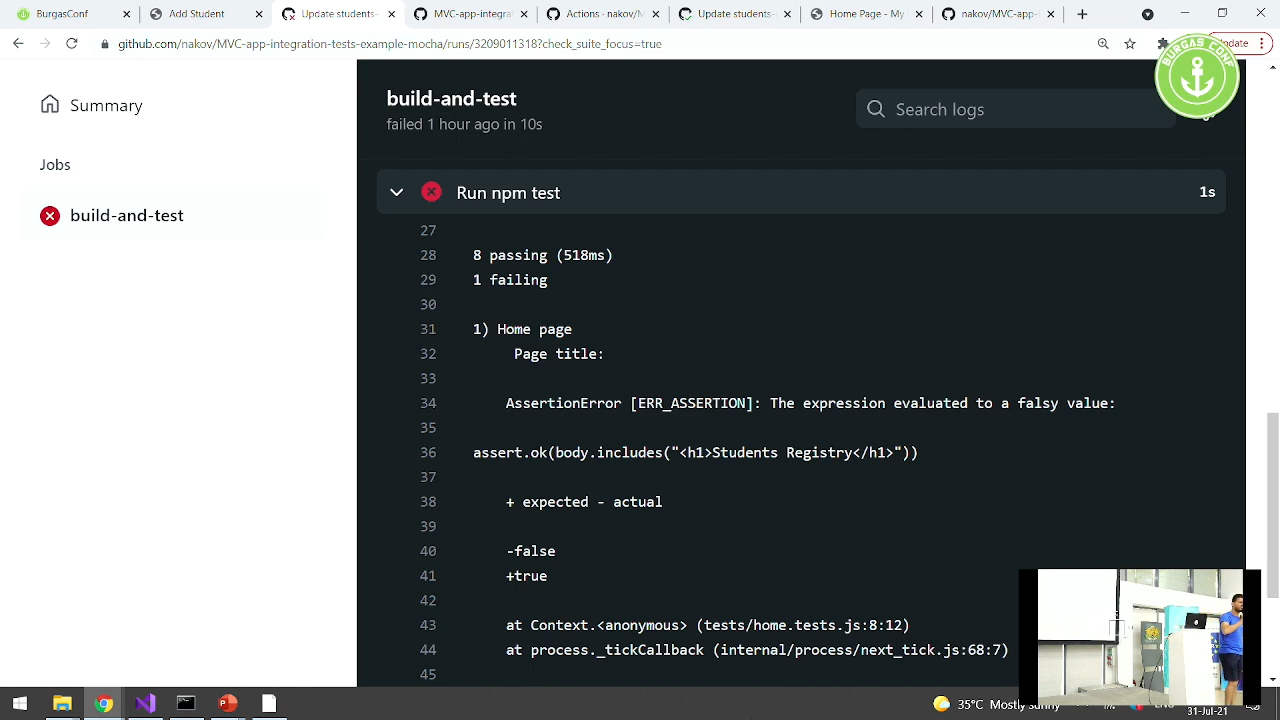 BurgasConf
Add Student
Update students-
MVC-app-integrat
Actions · nakov/M
Update students-
Home Page - My
nakov/MVC-app-
github.com/nakov/MVC-app-integration-tests-example-mocha/runs/
check_suite_focus=true
BURGAS CONF
Summary
Jobs
build-and-test
build-and-test
failed 1 hour ago in 10s
Search logs
Run npm test
1s
27
28 8 passing (518ms)
29 1 failing
30
31 1) Home page
32 Page title:
33
34 AssertionError [ERR_ASSERTION]: The expression evaluated to a falsy value:
35
36 assert.ok(body.includes("<h1>Students Registry</h1>"))
37
38 + expected - actual
39
40 -false
41 +true
42
43 at Context.<anonymous> (tests/home.tests.js:8:12)
44 at process._tickCallback (internal/process/next_tick.js:68:7)
45
35°C
31-Jul-21